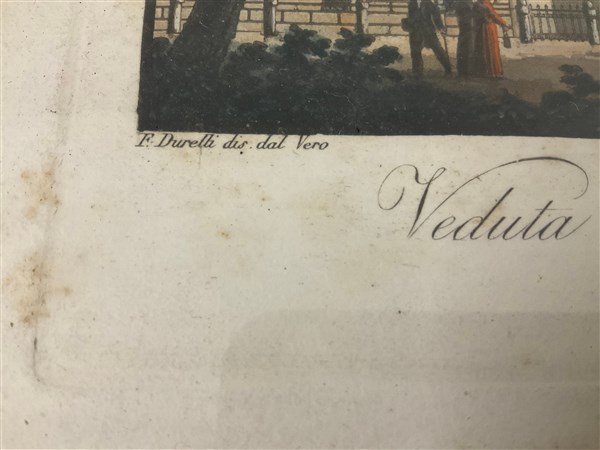 F. Durelli dis. dal Vero
Veduta